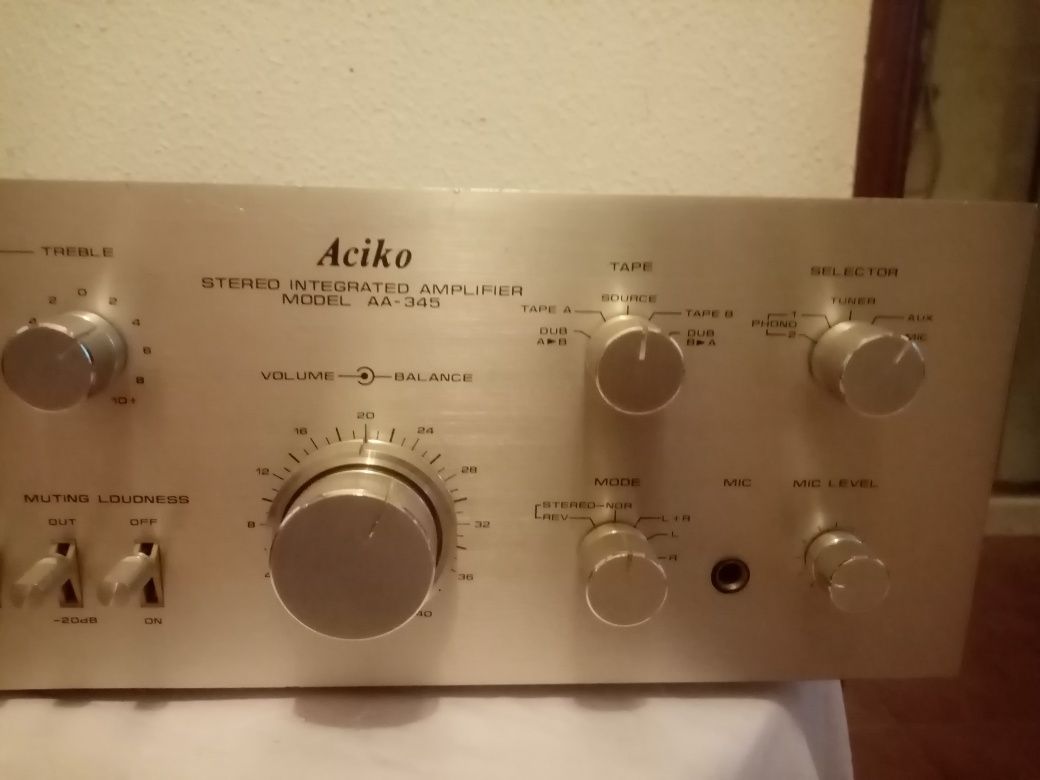 TREBLE
2 0 2
4 4
6
8
10+
Aciko
STEREO INTEGRATED AMPLIFIER
MODEL AA-345
VOLUME BALANCE
20
16 24
12 28
8 32
4 36
40
TAPE
SOURCE
TAPE A TAPE B
DUB A▶B DUB B▶A
SELECTOR
TUNER
1 AUX
PHONO
2 MIC
MUTING LOUDNESS
OUT OFF
-20dB ON
MODE
STEREO NOR
REV L+R
L
R
MIC
MIC LEVEL